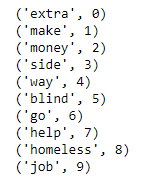 ('extra', 0)
('make', 1)
('money', 2)
('side', 3)
('way', 4)
('blind', 5)
('go', 6)
('help', 7)
('homeless', 8)
('job', 9)